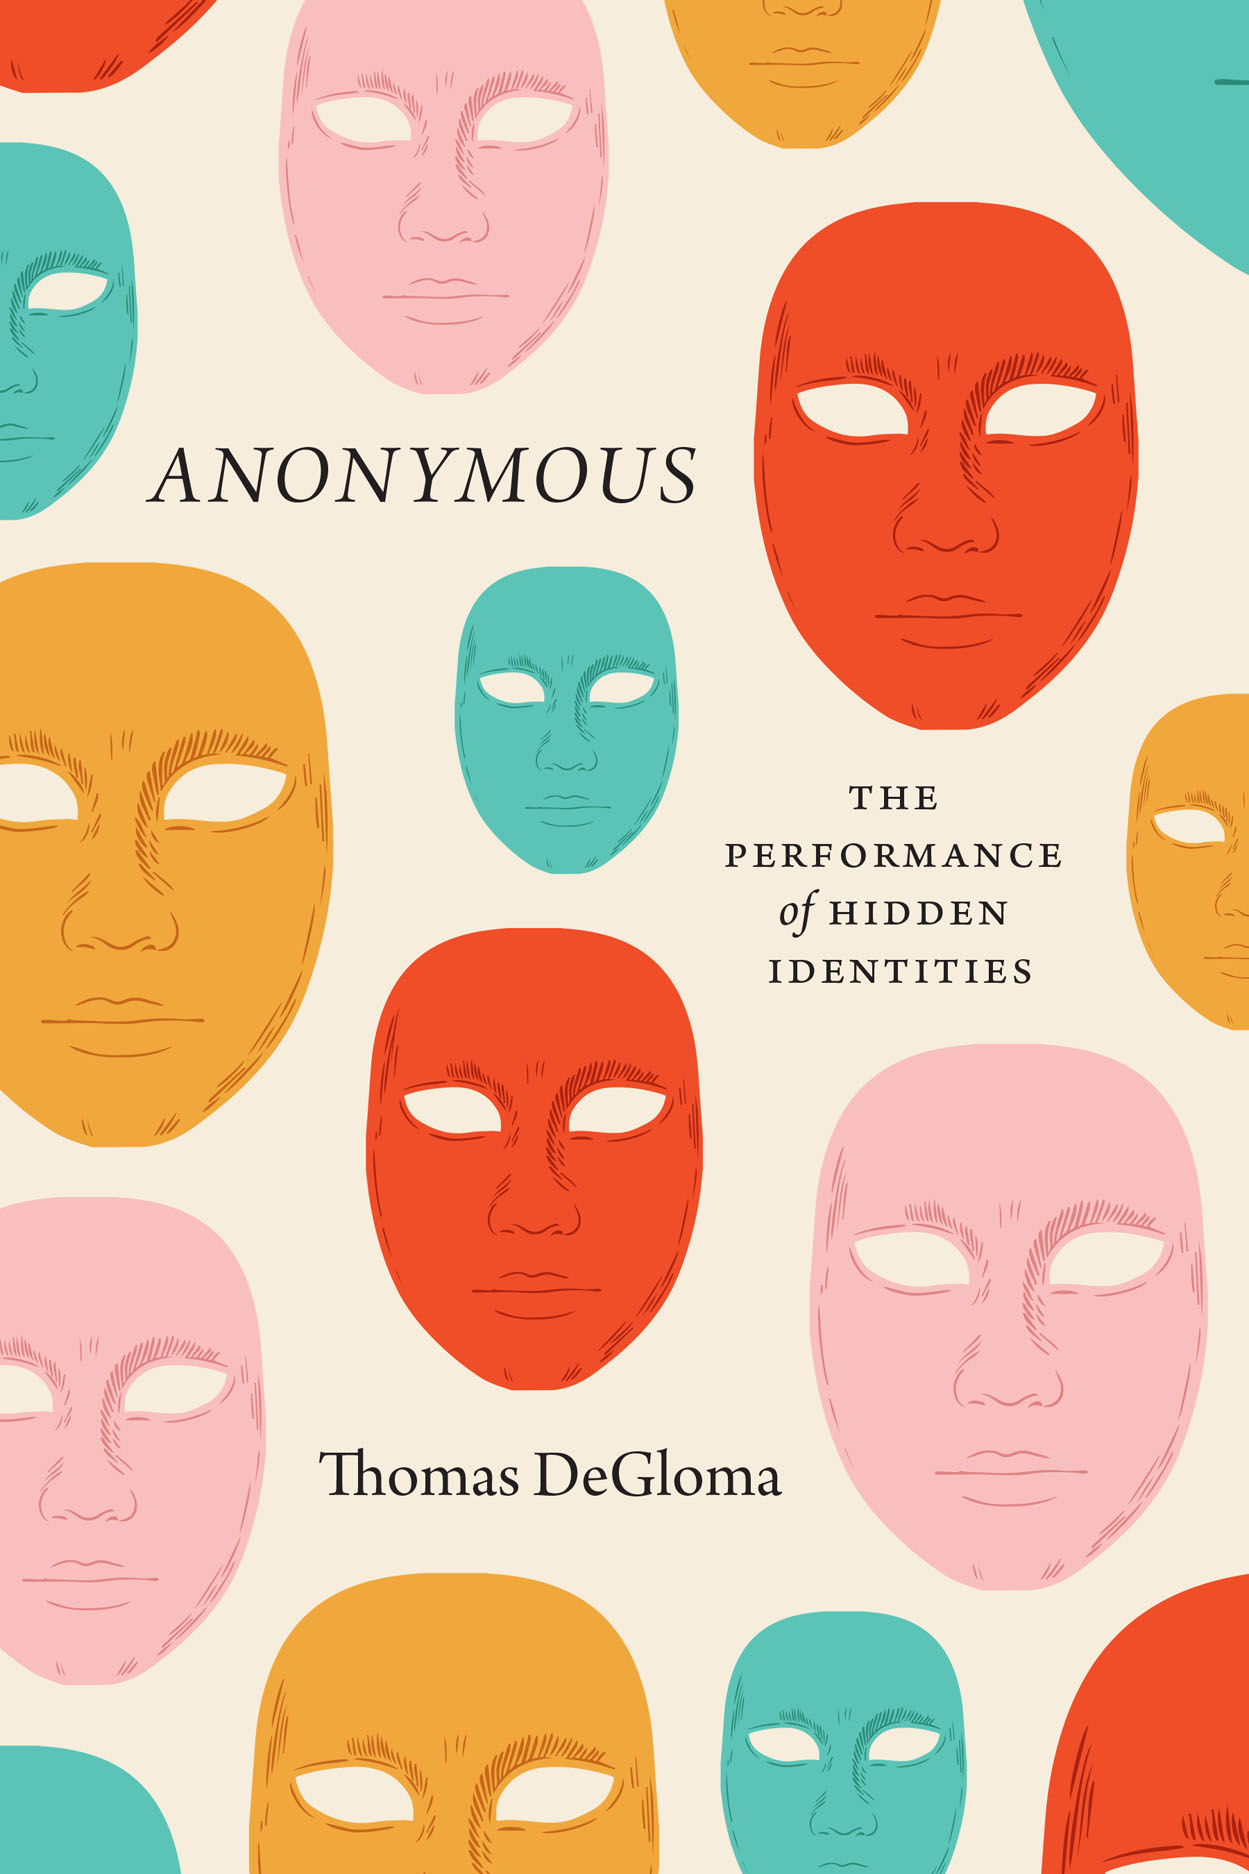 ANONYMOUS
THE
PERFORMANCE
of HIDDEN
IDENTITIES
Thomas DeGloma